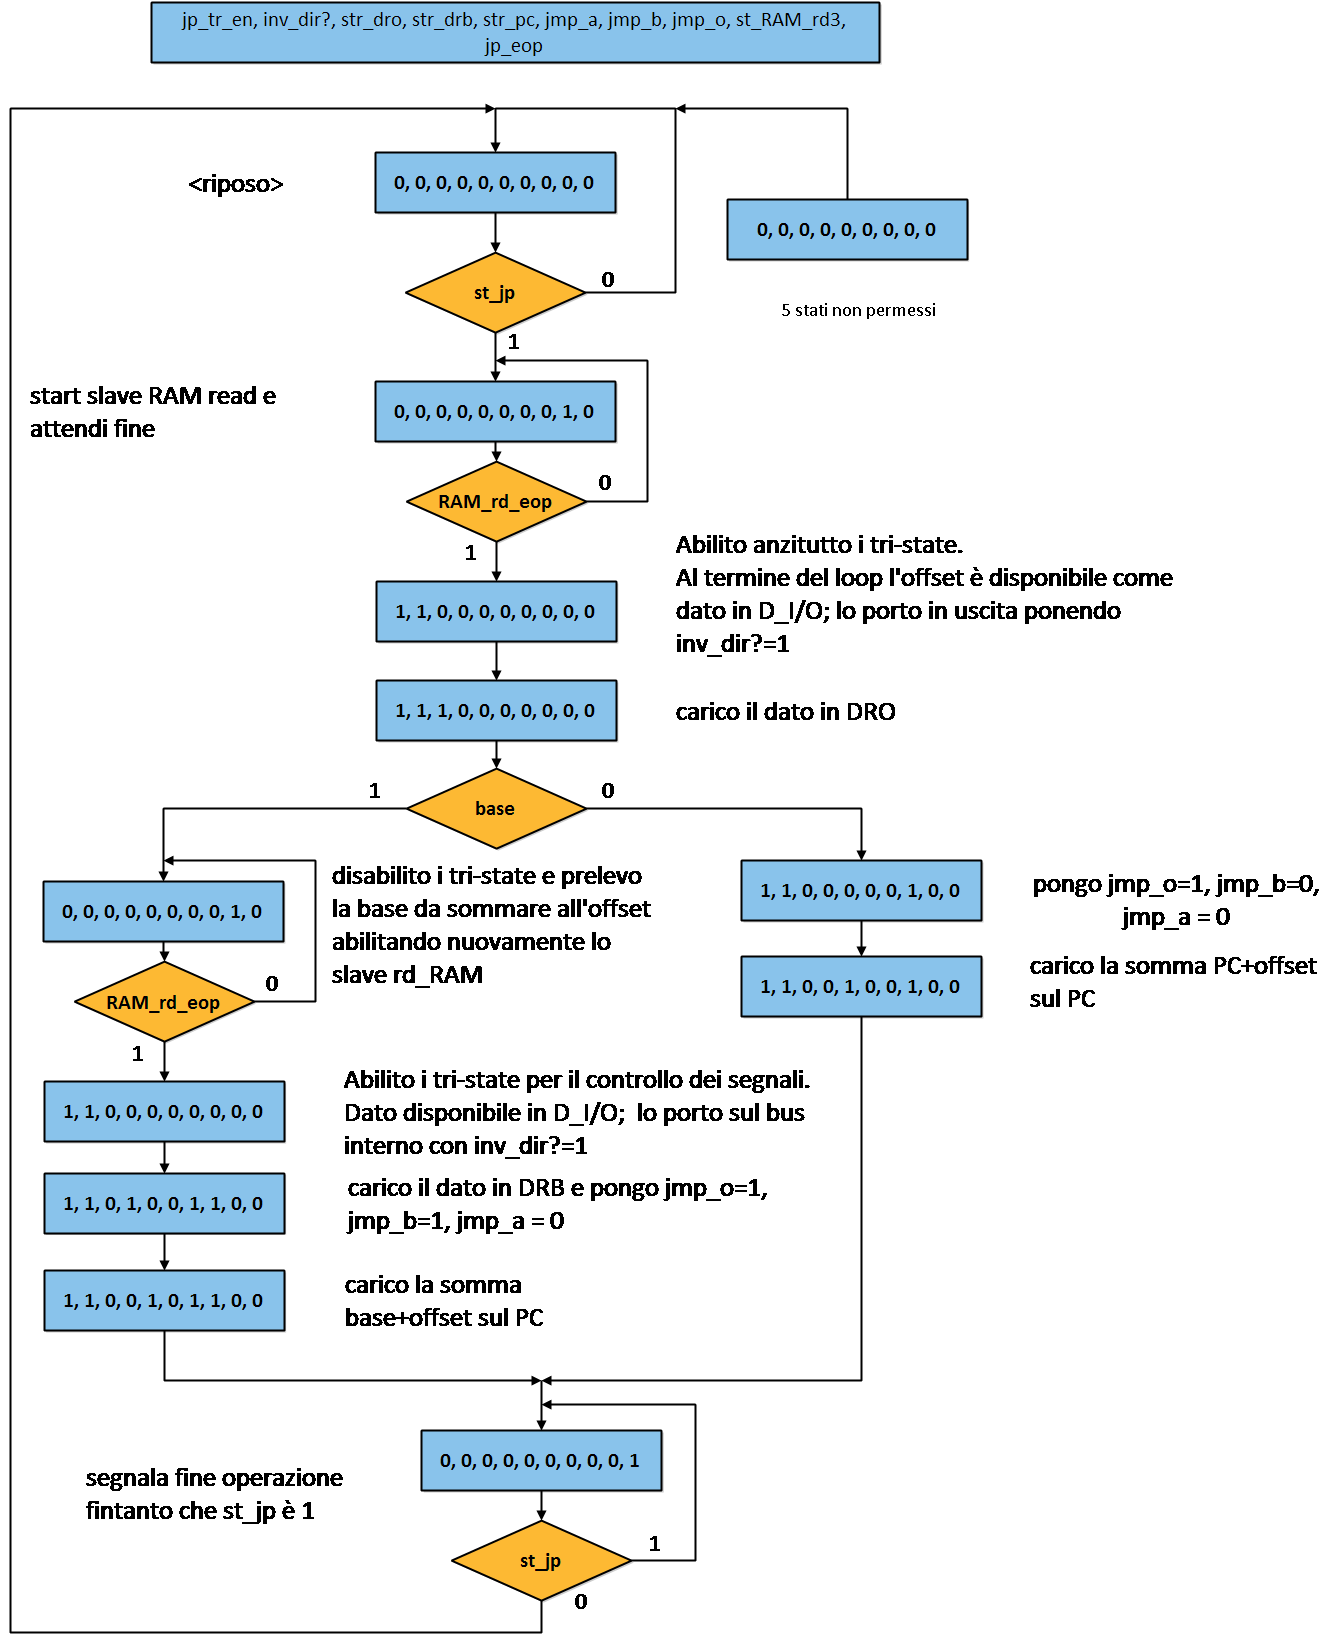 jp_tr_en, inv_dir?, str_dro, str_drb, str_pc, jmp_a, jmp_b, jmp_o, st_RAM_rd3,
jp_eop
<riposo>
0, 0, 0, 0, 0, 0, 0, 0, 0, 0
0, 0, 0, 0, 0, 0, 0, 0, 0
5 stati non permessi
st_jp
0
1
start slave RAM read e
attendi fine
0, 0, 0, 0, 0, 0, 0, 0, 1, 0
RAM_rd_eop
0
1
Abilito anzitutto i tri-state.
Al termine del loop l'offset è disponibile come
dato in D_I/O; lo porto in uscita ponendo
inv_dir?=1
1, 1, 0, 0, 0, 0, 0, 0, 0, 0
1, 1, 1, 0, 0, 0, 0, 0, 0, 0
carico il dato in DRO
base
1
0
disabilito i tri-state e prelevo
la base da sommare all'offset
abilitando nuovamente lo
slave rd_RAM
0, 0, 0, 0, 0, 0, 0, 0, 1, 0
RAM_rd_eop
0
1
1, 1, 0, 0, 0, 0, 0, 1, 0, 0
pongo jmp_o=1, jmp_b=0,
jmp_a = 0
1, 1, 0, 0, 1, 0, 0, 1, 0, 0
carico la somma PC+offset
sul PC
1, 1, 0, 0, 0, 0, 0, 0, 0, 0
Abilito i tri-state per il controllo dei segnali.
Dato disponibile in D_I/O;  lo porto sul bus
interno con inv_dir?=1
1, 1, 0, 1, 0, 0, 1, 1, 0, 0
carico il dato in DRB e pongo jmp_o=1,
jmp_b=1, jmp_a = 0
1, 1, 0, 0, 1, 0, 1, 1, 0, 0
carico la somma
base+offset sul PC
0, 0, 0, 0, 0, 0, 0, 0, 0, 1
segnala fine operazione
fintanto che st_jp è 1
st_jp
1
0